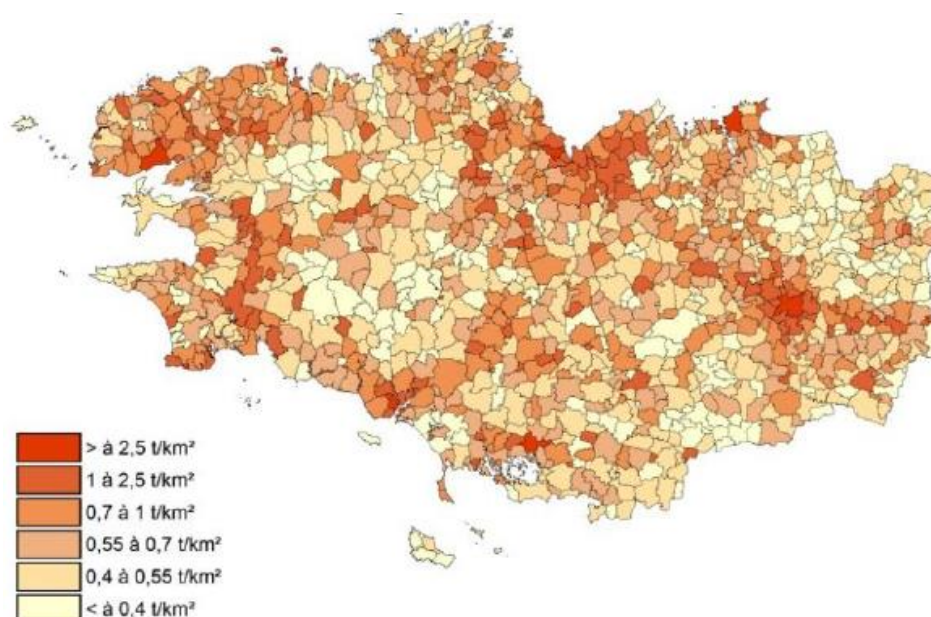 > à 2,5 t/km²
1 à 2,5 t/km²
0,7 à 1 t/km²
0,55 à 0,7 t/km²
0,4 à 0,55 t/km²
< à 0,4 t/km²